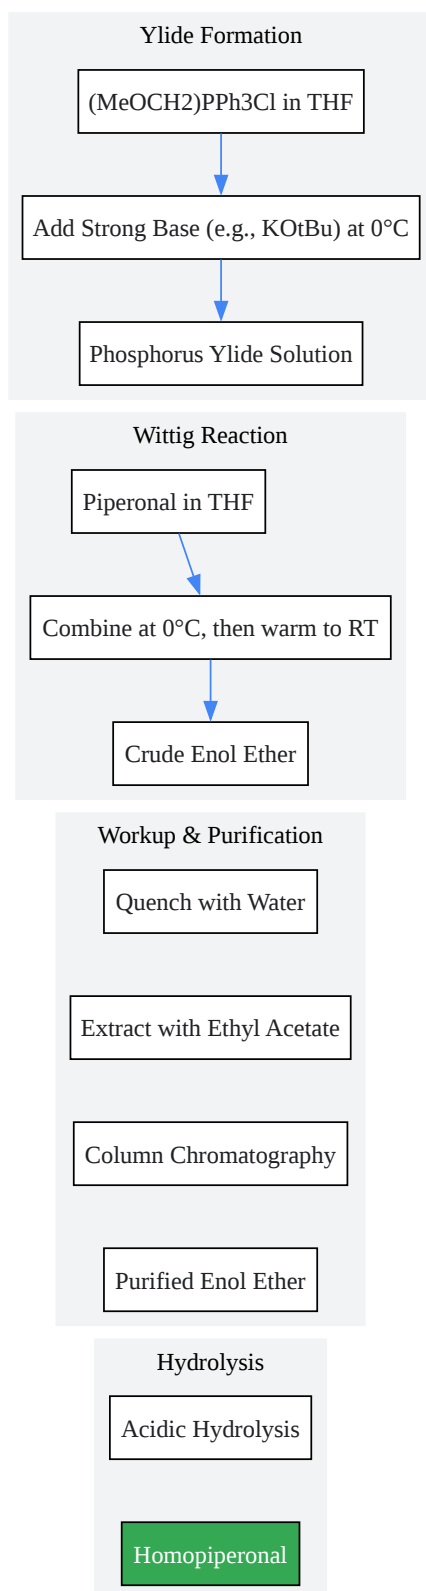 Ylide Formation
(MeOCH2)PPh3Cl in THF
Add Strong Base (e.g., KOtBu) at 0°C
Phosphorus Ylide Solution
Wittig Reaction
Piperonal in THF
Combine at 0°C, then warm to RT
Crude Enol Ether
Workup & Purification
Quench with Water
Extract with Ethyl Acetate
Column Chromatography
Purified Enol Ether
Hydrolysis
Acidic Hydrolysis
Homopiperonal